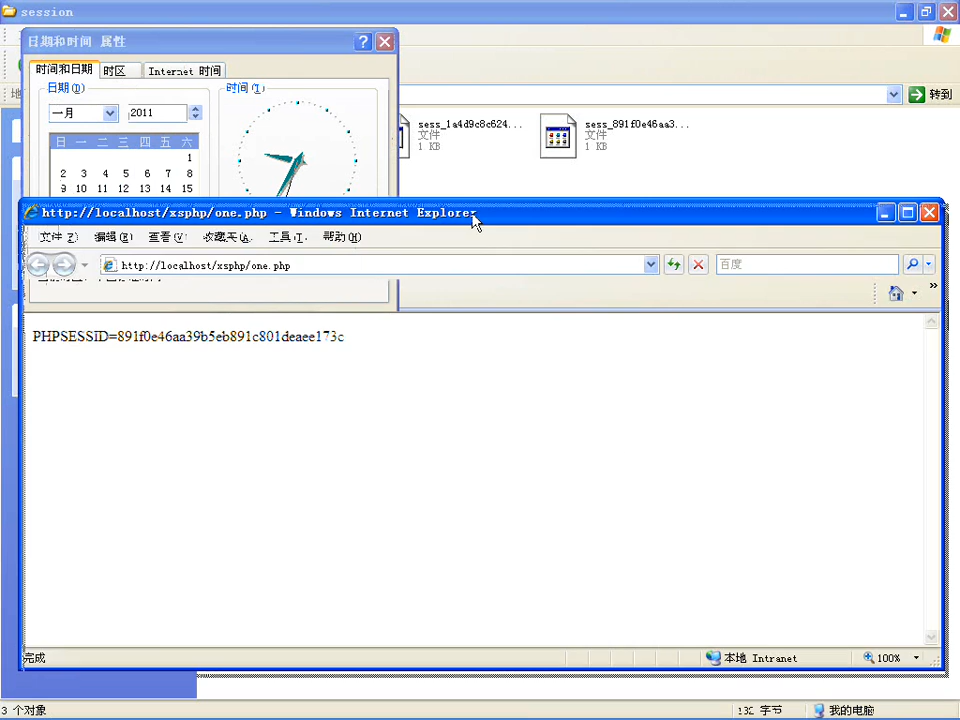 session
日期和时间 属性
时间和日期 时区 Internet 时间
日期(D) 时间(T)
转到
一月 2011
日 一 二 三 四 五 六
1
2 3 4 5 6 7 8
9 10 11 12 13 14 15
sess_1a4d9c8c624...
文件
1 KB
sess_891f0e46aa3...
文件
1 KB
http://localhost/xsphp/one.php - Windows Internet Explorer
文件(F) 编辑(E) 查看(V) 收藏夹(A) 工具(T) 帮助(H)
http://localhost/xsphp/one.php 百度
PHPSESSID=891f0e46aa39b5eb891c801deaee173c
完成 本地 Intranet 100%
3 个对象 132 字节 我的电脑